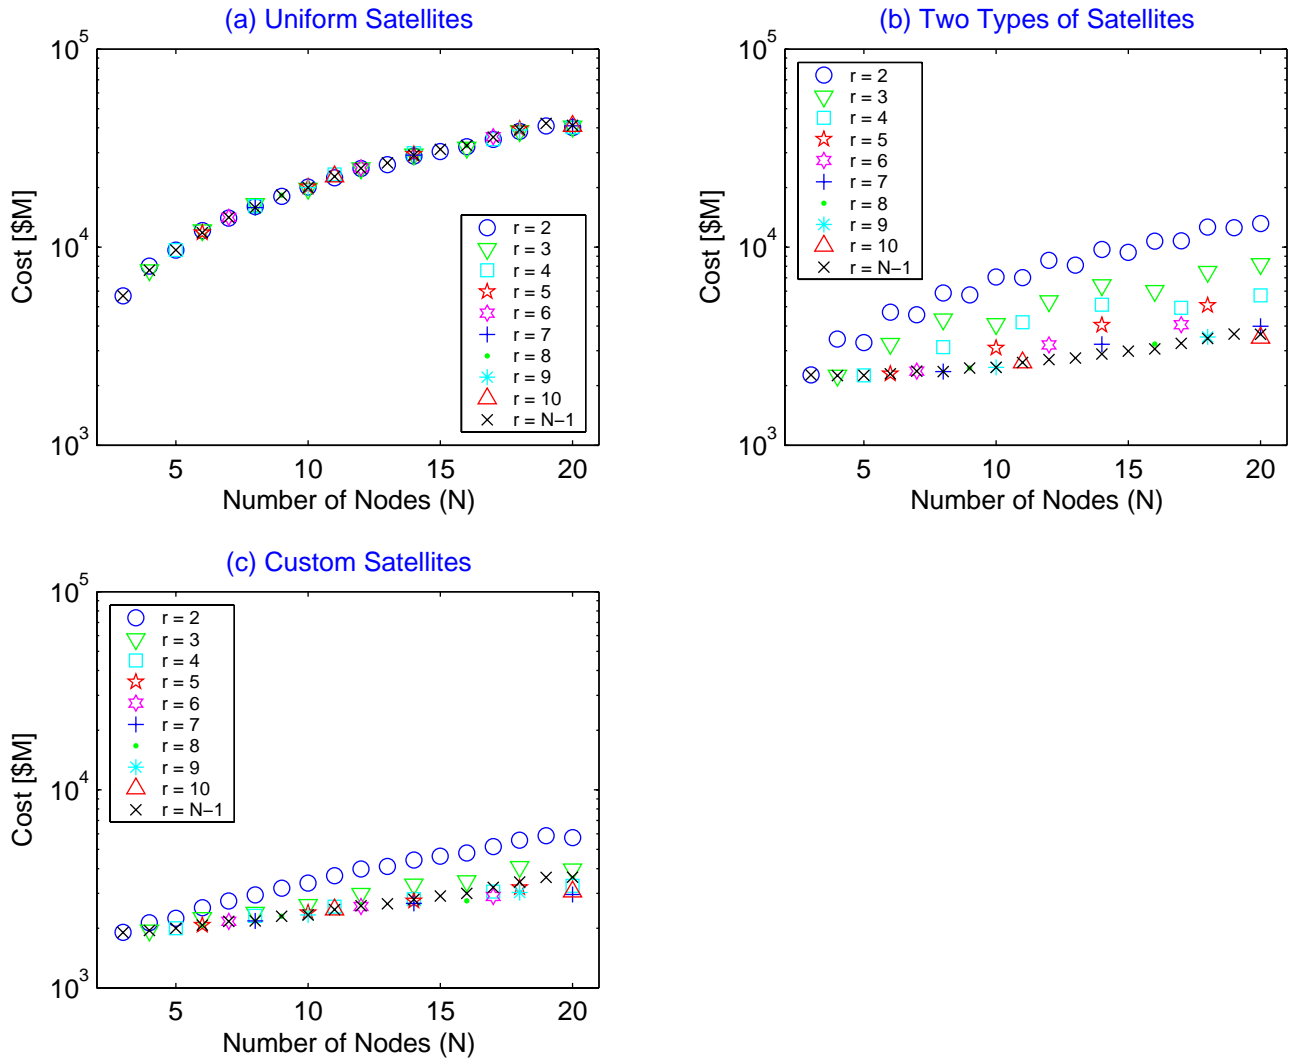 (a) Uniform Satellites
10^5
10^4
10^3
Cost [$M]
r = 2
r = 3
r = 4
r = 5
r = 6
r = 7
r = 8
r = 9
r = 10
r = N−1
5 10 15 20
Number of Nodes (N)
(b) Two Types of Satellites
10^5
10^4
10^3
Cost [$M]
r = 2
r = 3
r = 4
r = 5
r = 6
r = 7
r = 8
r = 9
r = 10
r = N−1
5 10 15 20
Number of Nodes (N)
(c) Custom Satellites
10^5
10^4
10^3
Cost [$M]
r = 2
r = 3
r = 4
r = 5
r = 6
r = 7
r = 8
r = 9
r = 10
r = N−1
5 10 15 20
Number of Nodes (N)